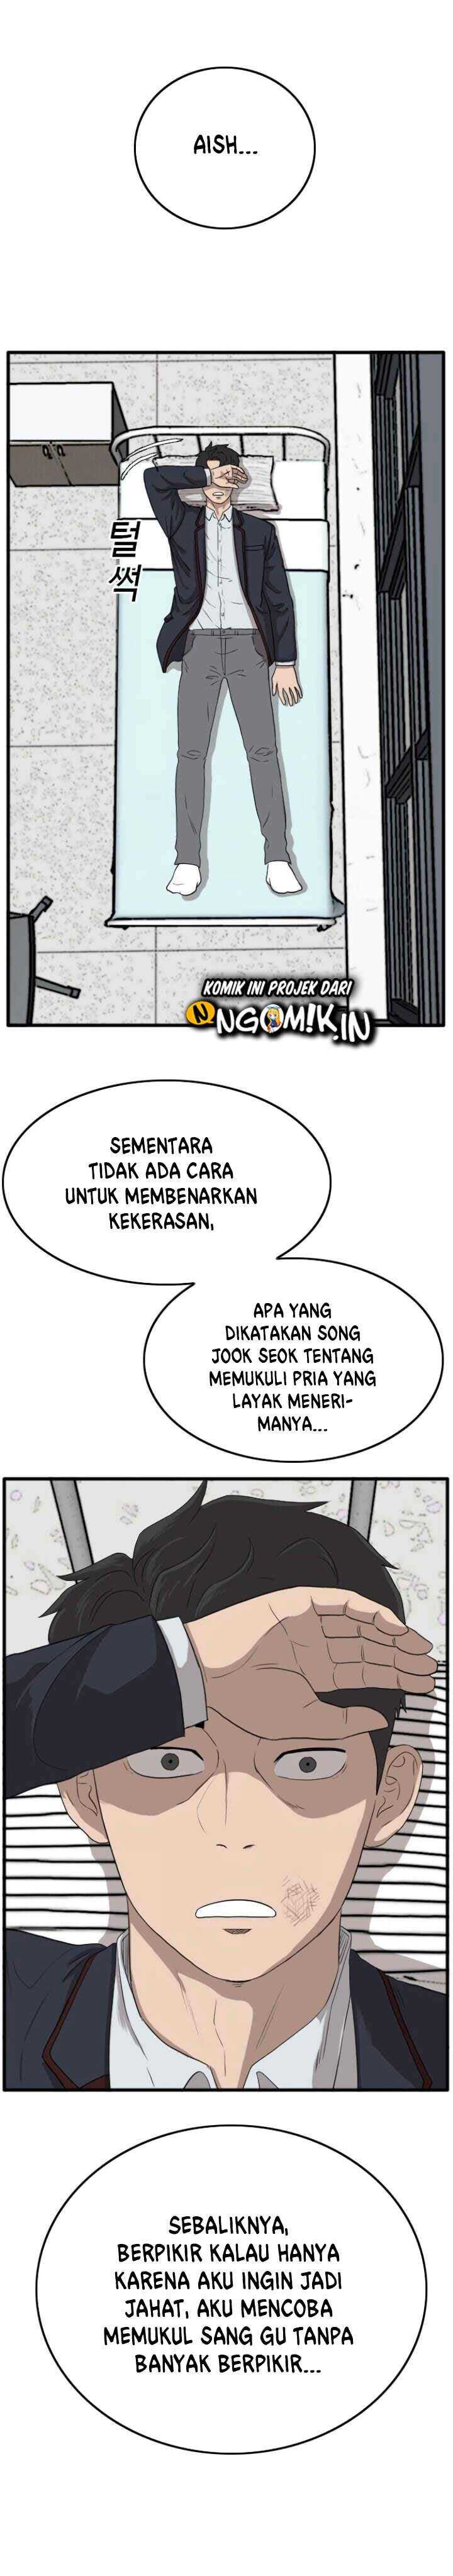 AISH...
털
썩
KOMIK INI PROJEK DARI
N NGOMIK.IN
SEMENTARA
TIDAK ADA CARA
UNTUK MEMBENARKAN
KEKERASAN,
APA YANG
DIKATAKAN SONG
JOOK SEOK TENTANG
MEMUKULI PRIA YANG
LAYAK MENERI-
MANYA...
SEBALIKNYA,
BERPIKIR KALAU HANYA
KARENA AKU INGIN JADI
JAHAT, AKU MENCOBA
MEMUKUL SANG GU TANPA
BANYAK BERPIKIR...